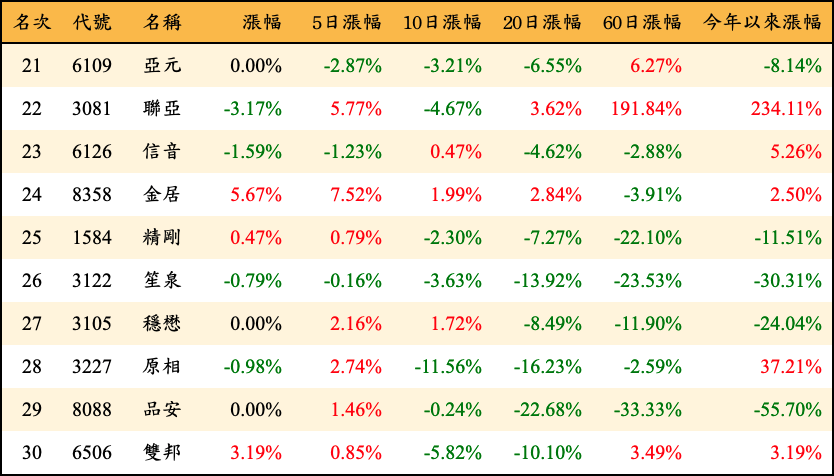 名次 代號 名稱 漲幅 5日漲幅 10日漲幅 20日漲幅 60日漲幅 今年以來漲幅
21 6109 亞元 0.00% -2.87% -3.21% -6.55% 6.27% -8.14%
22 3081 聯亞 -3.17% 5.77% -4.67% 3.62% 191.84% 234.11%
23 6126 信音 -1.59% -1.23% 0.47% -4.62% -2.88% 5.26%
24 8358 金居 5.67% 7.52% 1.99% 2.84% -3.91% 2.50%
25 1584 精剛 0.47% 0.79% -2.30% -7.27% -22.10% -11.51%
26 3122 笙泉 -0.79% -0.16% -3.63% -13.92% -23.53% -30.31%
27 3105 穩懋 0.00% 2.16% 1.72% -8.49% -11.90% -24.04%
28 3227 原相 -0.98% 2.74% -11.56% -16.23% -2.59% 37.21%
29 8088 品安 0.00% 1.46% -0.24% -22.68% -33.33% -55.70%
30 6506 雙邦 3.19% 0.85% -5.82% -10.10% 3.49% 3.19%